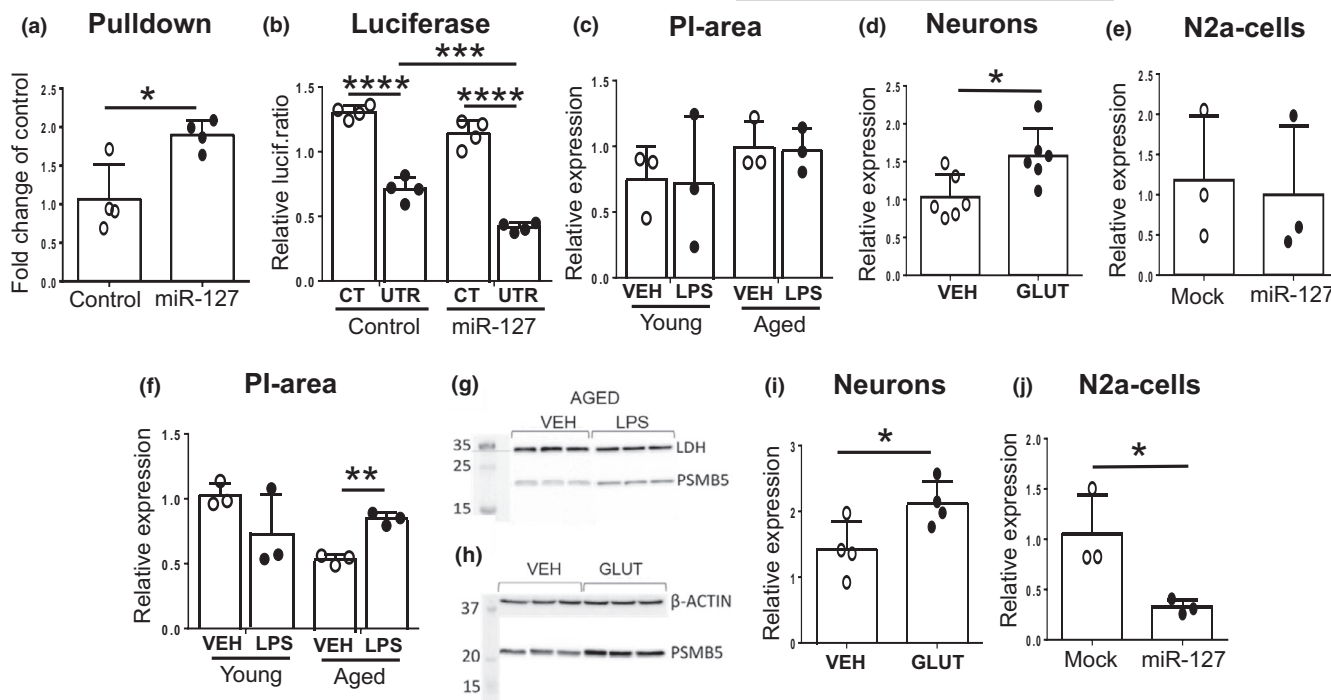 (a) Pulldown
Fold change of control
2.5
2.0
1.5
1.0
0.5
0.0
*
Control miR-127
(b) Luciferase
Relative lucif.ratio
1.5
1.0
0.5
0.0
***
**** ****
CT UTR CT UTR
Control miR-127
(c) PI-area
Relative expression
1.5
1.0
0.5
0.0
VEH LPS VEH LPS
Young Aged
(d) Neurons
Relative expression
2.5
2.0
1.5
1.0
0.5
0.0
*
VEH GLUT
(e) N2a-cells
Relative expression
2.5
2.0
1.5
1.0
0.5
0.0
Mock miR-127
(f) PI-area
Relative expression
1.5
1.0
0.5
0.0
**
VEH LPS VEH LPS
Young Aged
(g)
AGED
VEH LPS
35 LDH
25
PSMB5
15
(h)
VEH GLUT
37 β-ACTIN
20 PSMB5
15
(i) Neurons
Relative expression
3
2
1
0
*
VEH GLUT
(j) N2a-cells
Relative expression
2.0
1.5
1.0
0.5
0.0
*
Mock miR-127